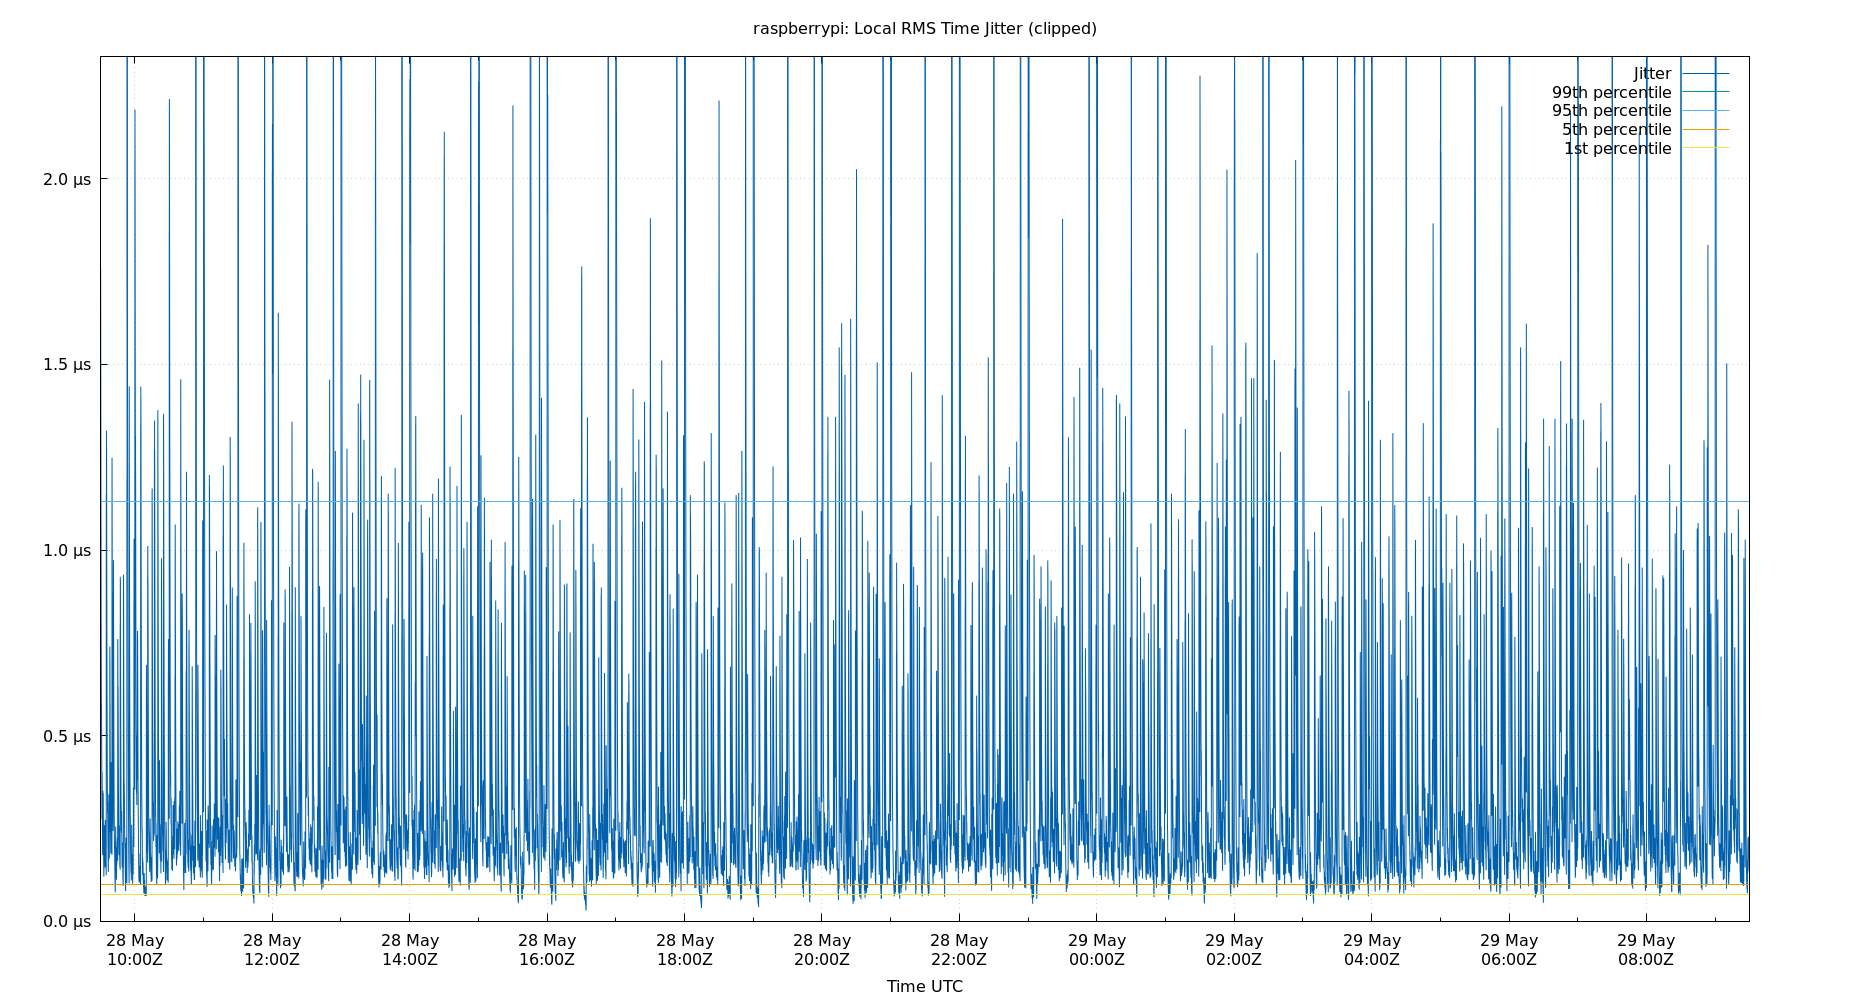 raspberrypi: Local RMS Time Jitter (clipped)
Jitter
99th percentile
95th percentile
5th percentile
1st percentile
2.0 µs
1.5 µs
1.0 µs
0.5 µs
0.0 µs
28 May 28 May 28 May 28 May 28 May 28 May 28 May 29 May 29 May 29 May 29 May 29 May
10:00Z 12:00Z 14:00Z 16:00Z 18:00Z 20:00Z 22:00Z 00:00Z 02:00Z 04:00Z 06:00Z 08:00Z
Time UTC